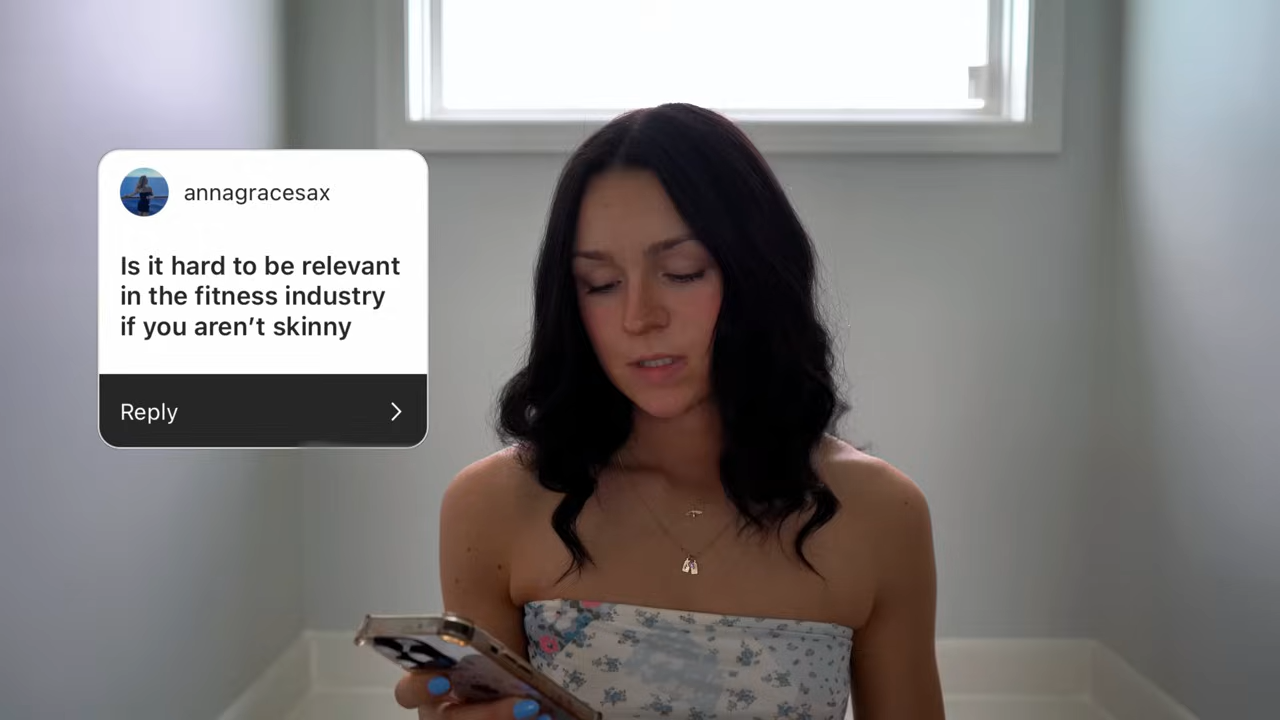 annagracesax
Is it hard to be relevant
in the fitness industry
if you aren’t skinny
Reply